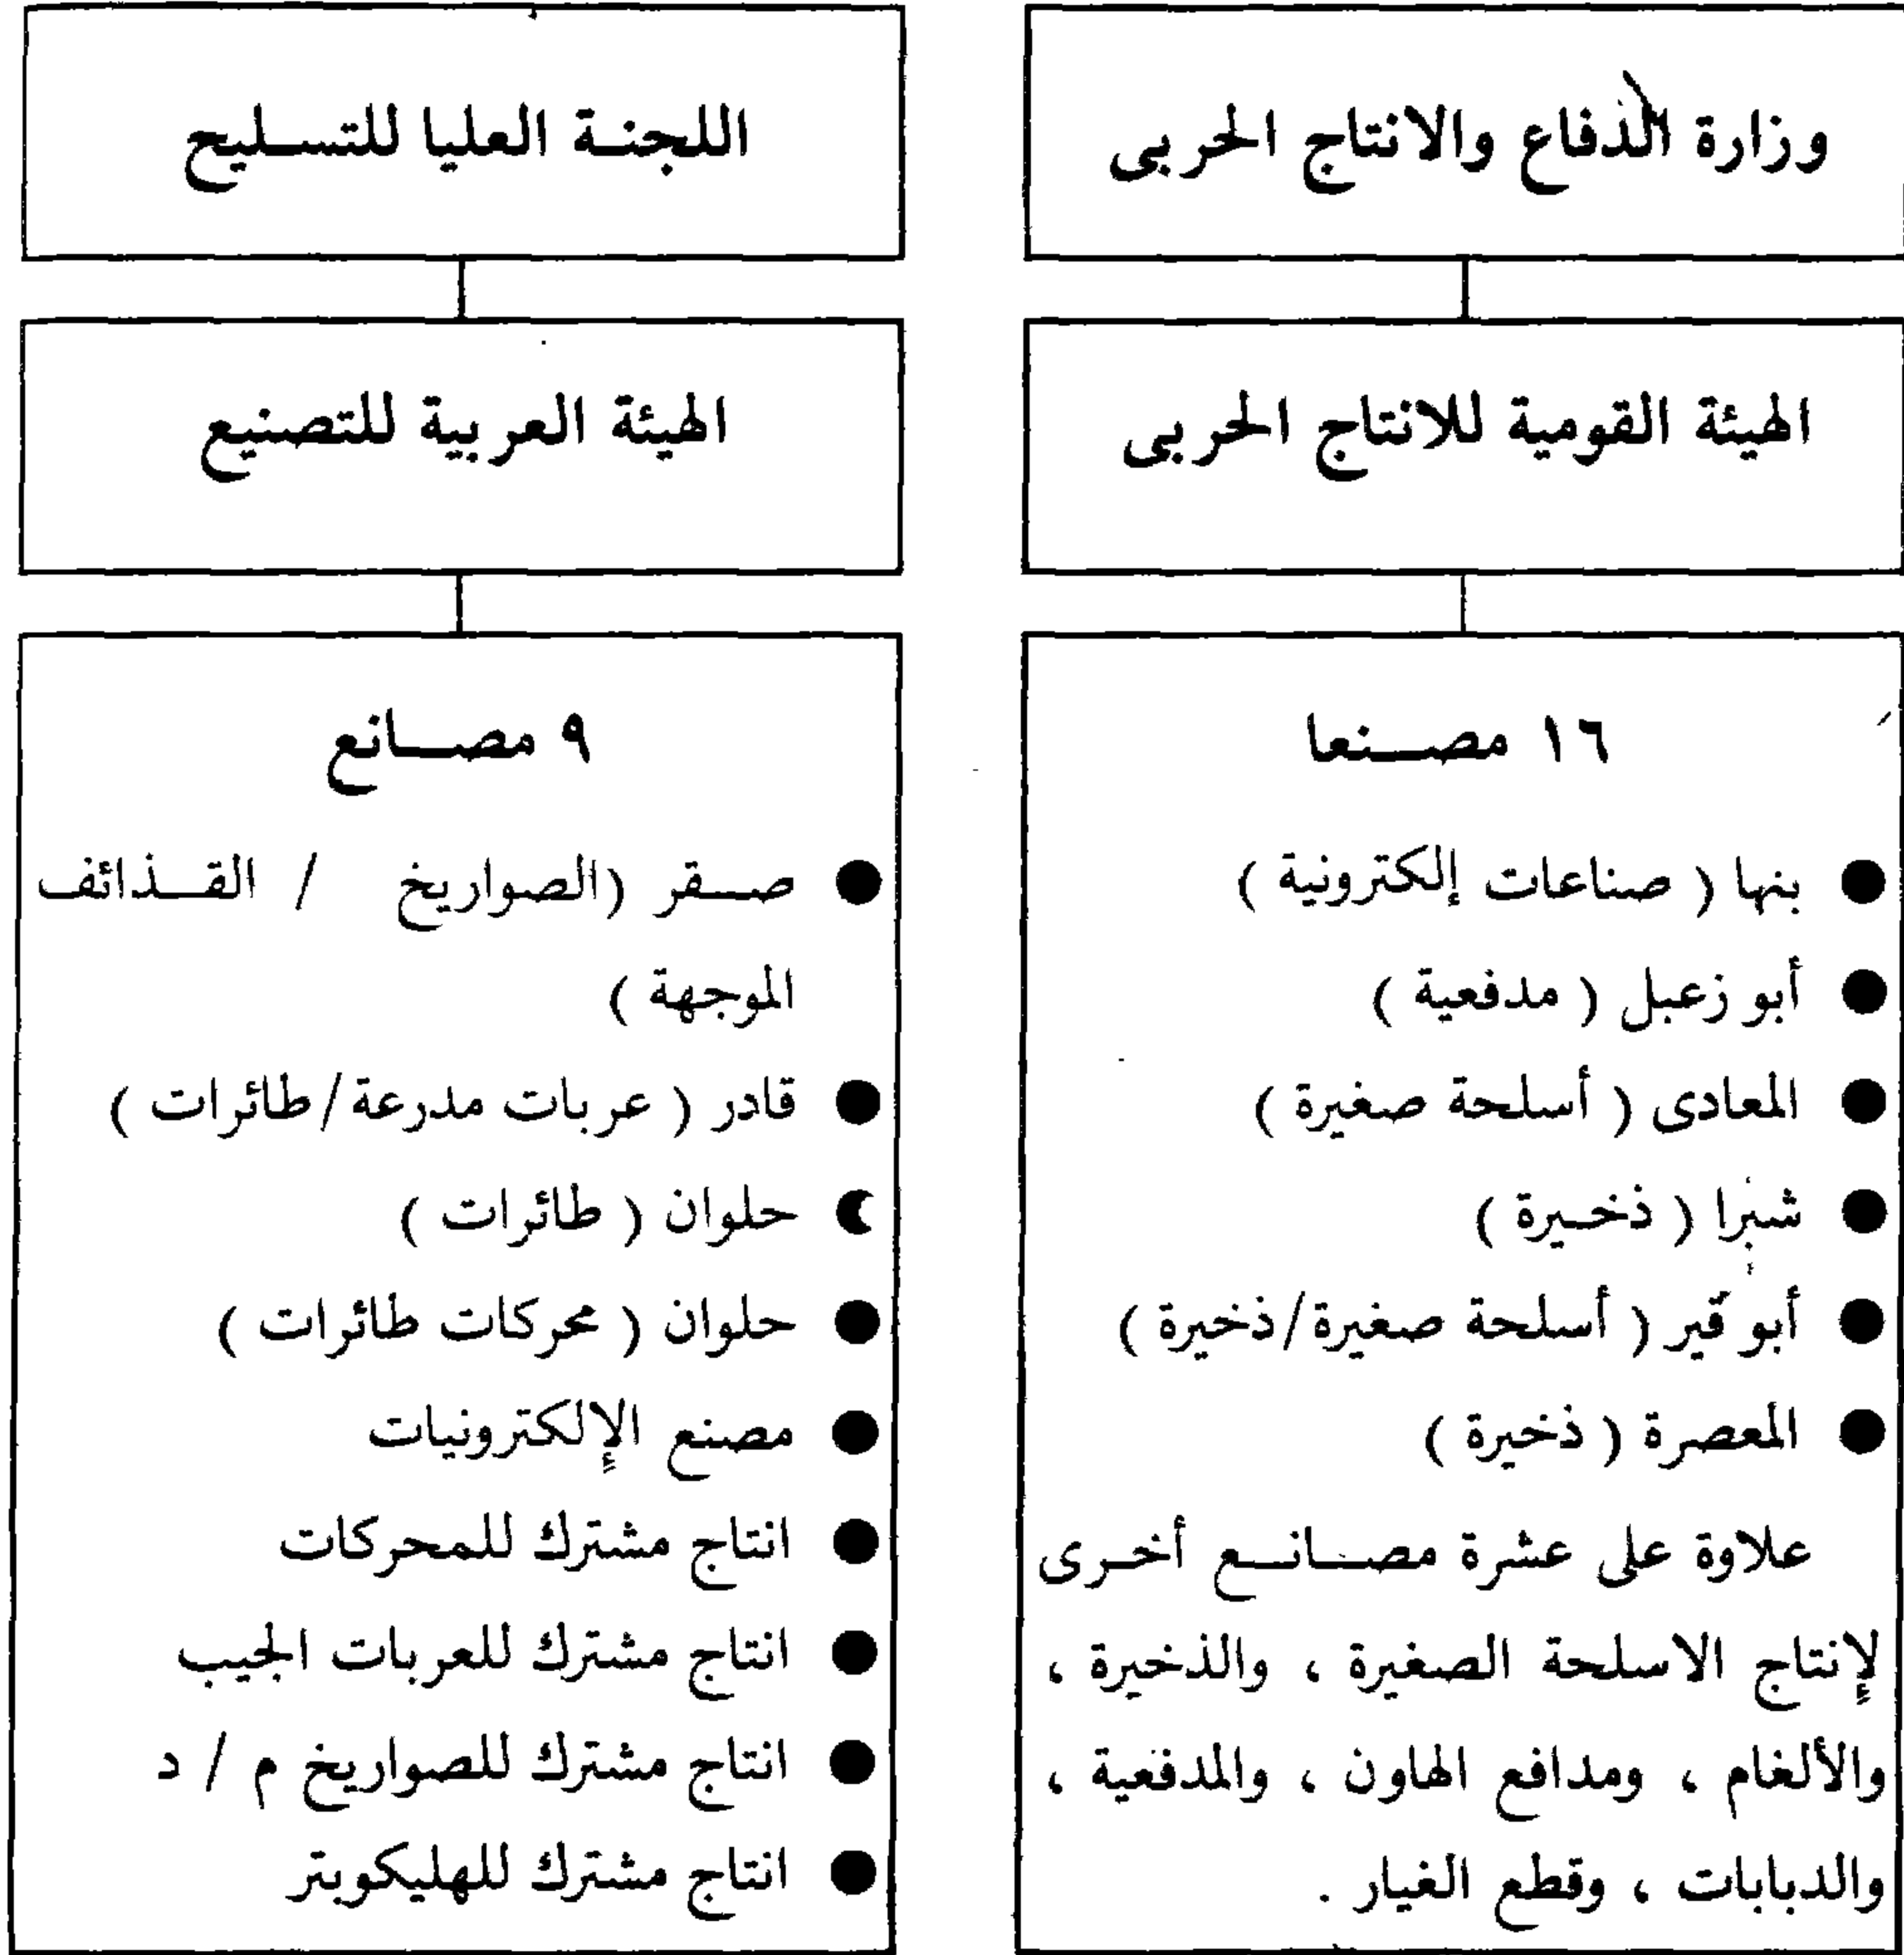 وزارة الدفاع والانتاج الحربى
الهيئة القومية للانتاج الحربى
١٦ مصنعا
● بنها ( صناعات إلكترونية )
● أبو زعبل ( مدفعية )
● المعادى ( أسلحة صغيرة )
● شبرا ( ذخيرة )
● أبو قير ( أسلحة صغيرة/ذخيرة )
● المعصرة ( ذخيرة )
علاوة على عشرة مصانع أخرى
لإنتاج الاسلحة الصغيرة ، والذخيرة ،
والألغام ، ومدافع الهاون ، والمدفعية ،
والدبابات ، وقطع الغيار .
اللجنة العليا للتسليح
الهيئة العربية للتصنيع
٩ مصانع
● صقر (الصواريخ / القذائف
الموجهة )
● قادر ( عربات مدرعة/طائرات )
● حلوان ( طائرات )
● حلوان ( محركات طائرات )
● مصنع الإلكترونيات
● انتاج مشترك للمحركات
● انتاج مشترك للعربات الجيب
● انتاج مشترك للصواريخ م / د
● انتاج مشترك للهليكوبتر